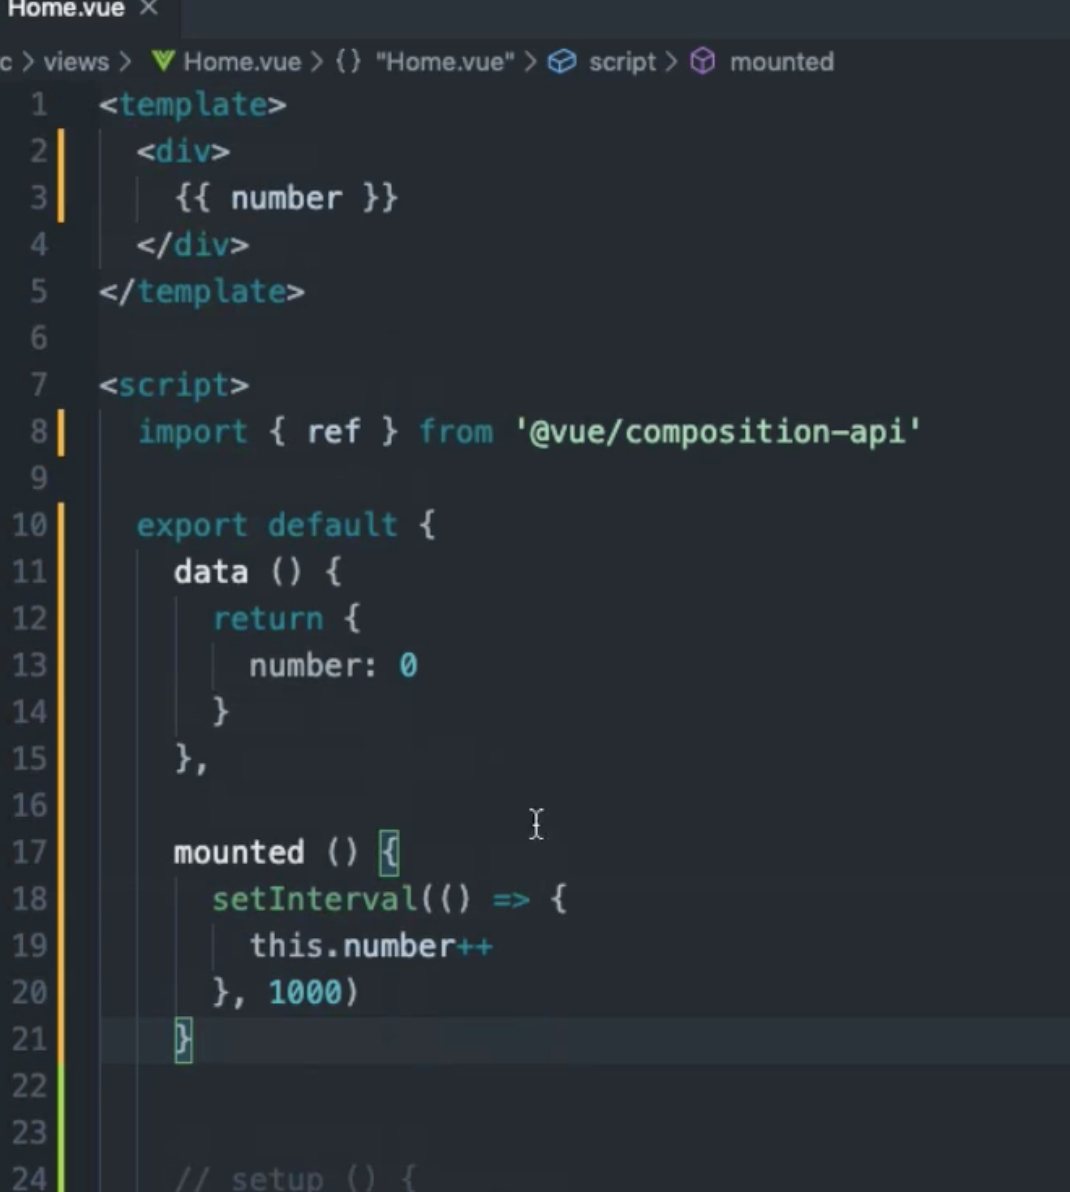 Home.vue ×
c > views > Home.vue > {} "Home.vue" > script > mounted
1 <template>
2 <div>
3 {{ number }}
4 </div>
5 </template>
6
7 <script>
8 import { ref } from '@vue/composition-api'
9
10 export default {
11 data () {
12 return {
13 number: 0
14 }
15 },
16
17 mounted () {
18 setInterval(() => {
19 this.number++
20 }, 1000)
21 }
22
23
24 // setup () {